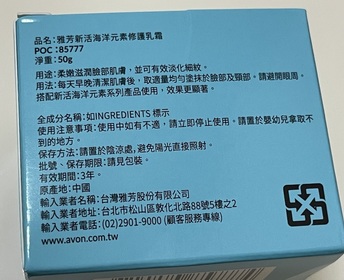 品名：雅芳新活海洋元素修護乳霜
POC：85777
淨重：50g
用途：柔嫩滋潤臉部肌膚，並可有效淡化細紋。
用法：每天早晚清潔肌膚後，取適量均勻塗抹於臉部及頸部。請避開眼周。
搭配新活海洋元素系列產品使用，效果更顯著。
全成分名稱：如INGREDIENTS 標示
使用注意事項：使用中如有不適，請立即停止使用。請置於嬰幼兒拿取不到的地方。
保存方法：請置於陰涼處，避免陽光直接照射。
批號、保存期限：請見包裝。
有效期間：3年。
原產地：中國
輸入業者名稱：台灣雅芳股份有限公司
輸入業者地址：台北市松山區敦化北路88號5樓之2
輸入業者電話：(02)2901-9000 (顧客服務專線)
www.avon.com.tw